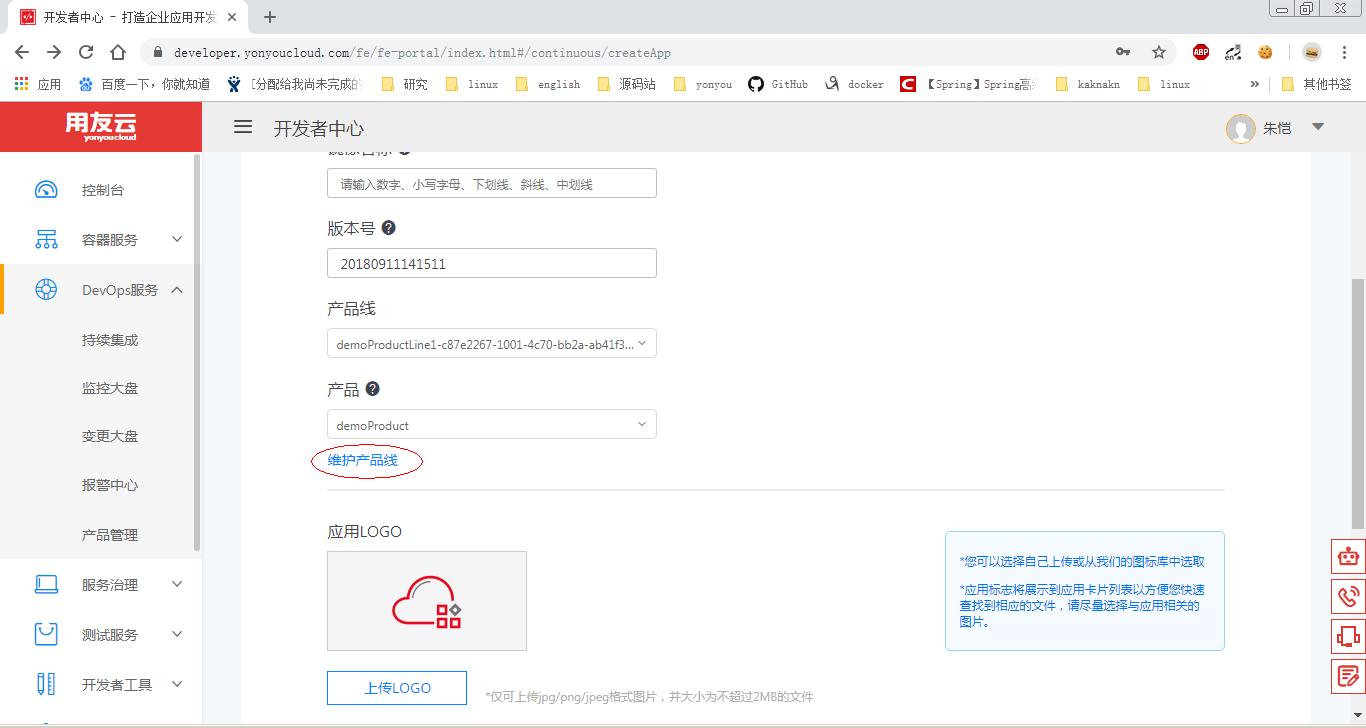 开发者中心 - 打造企业应用开发
developer.yonyoucloud.com/fe/fe-portal/index.html#/continuous/createApp
ABP
en
应用
百度一下，你就知道
[分配给我尚未完成的
研究
linux
english
源码站
yonyou
GitHub
docker
【Spring】Spring高
kaknakn
linux
»
其他书签
用友云
yonyoucloud
开发者中心
朱恺
控制台
容器服务
DevOps服务
持续集成
监控大盘
变更大盘
报警中心
产品管理
服务治理
测试服务
开发者工具
镜像名称
请输入数字、小写字母、下划线、斜线、中划线
版本号
20180911141511
产品线
demoProductLine1-c87e2267-1001-4c70-bb2a-ab41f3...
产品
demoProduct
维护产品线
应用LOGO
上传LOGO
*仅可上传jpg/png/jpeg格式图片，并大小为不超过2MB的文件
*您可以选择自己上传或从我们的图标库中选取
*应用标志将展示到应用卡片列表以方便您快速
查找到相应的文件，请尽量选择与应用相关的
图片。